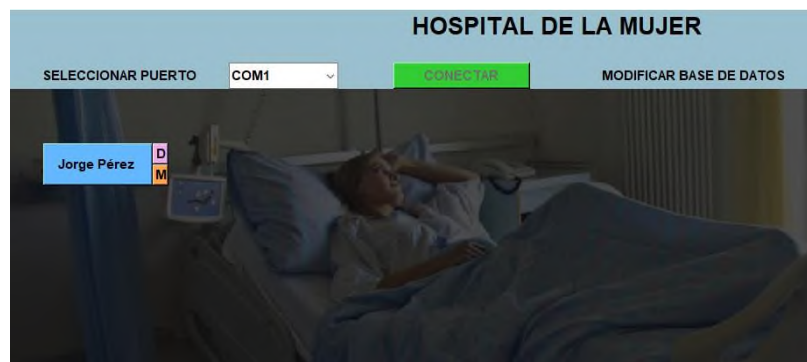 HOSPITAL DE LA MUJER
SELECCIONAR PUERTO COM1 CONECTAR MODIFICAR BASE DE DATOS
Jorge Pérez D
M